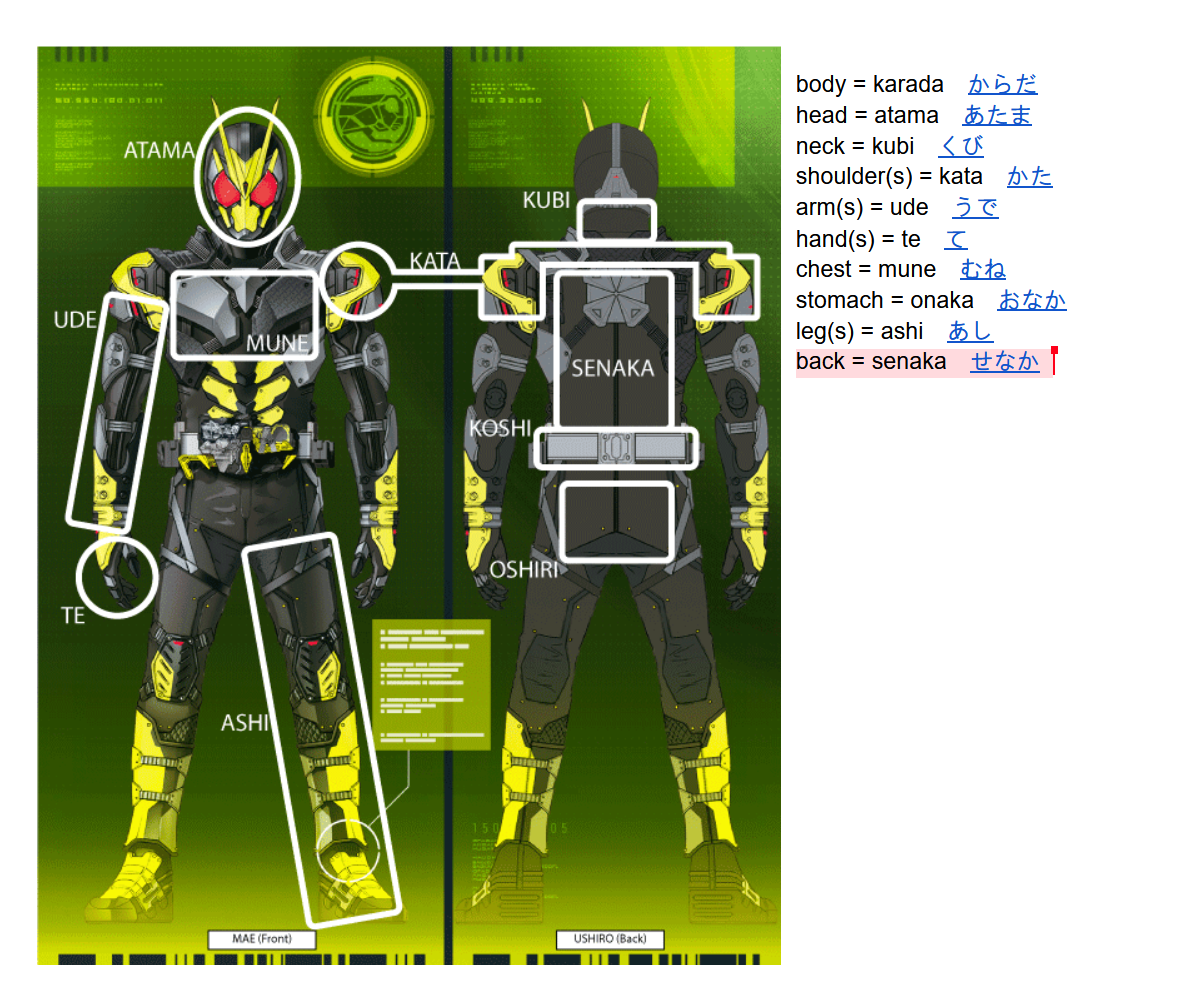 ATAMA
KUBI
KATA
UDE
MUNE
SENAKA
KOSHI
OSHIRI
TE
ASHI
MAE (Front)
USHIRO (Back)
body = karada からだ
head = atama あたま
neck = kubi くび
shoulder(s) = kata かた
arm(s) = ude うで
hand(s) = te て
chest = mune むね
stomach = onaka おなか
leg(s) = ashi あし
back = senaka せなか